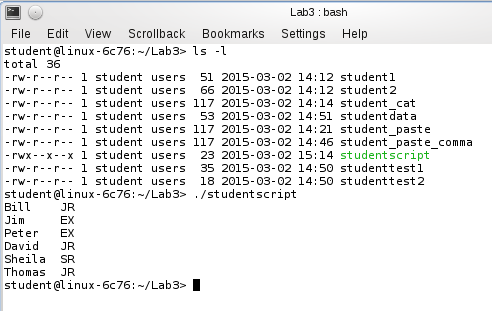 Lab3 : bash
File Edit View Scrollback Bookmarks Settings Help
student@linux-6c76:~/Lab3> ls -l
total 36
-rw-r--r-- 1 student users  51 2015-03-02 14:12 student1
-rw-r--r-- 1 student users  66 2015-03-02 14:12 student2
-rw-r--r-- 1 student users 117 2015-03-02 14:14 student_cat
-rw-r--r-- 1 student users  53 2015-03-02 14:51 studentdata
-rw-r--r-- 1 student users 117 2015-03-02 14:21 student_paste
-rw-r--r-- 1 student users 117 2015-03-02 14:46 student_paste_comma
-rwx--x--x 1 student users  23 2015-03-02 15:14 studentscript
-rw-r--r-- 1 student users  35 2015-03-02 14:50 studenttest1
-rw-r--r-- 1 student users  18 2015-03-02 14:50 studenttest2
student@linux-6c76:~/Lab3> ./studentscript
Bill    JR
Jim     EX
Peter   EX
David   JR
Sheila  SR
Thomas  JR
student@linux-6c76:~/Lab3>